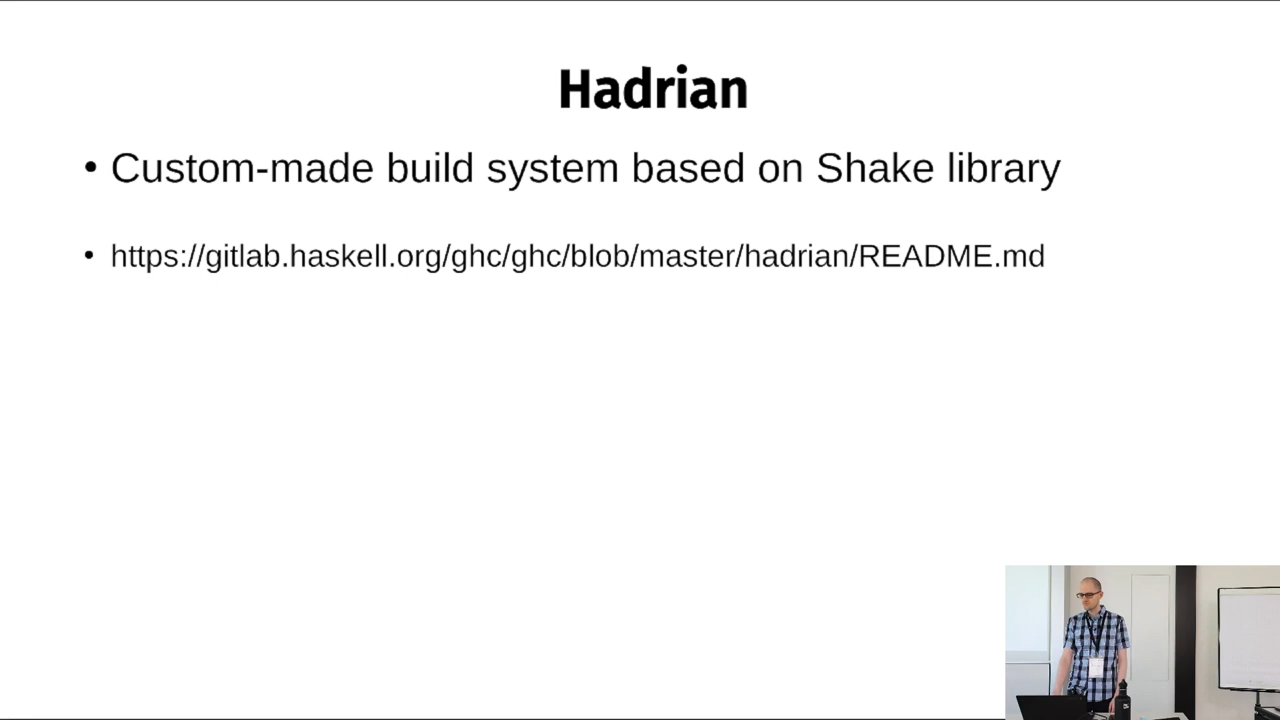 Hadrian
• Custom-made build system based on Shake library
• https://gitlab.haskell.org/ghc/ghc/blob/master/hadrian/README.md